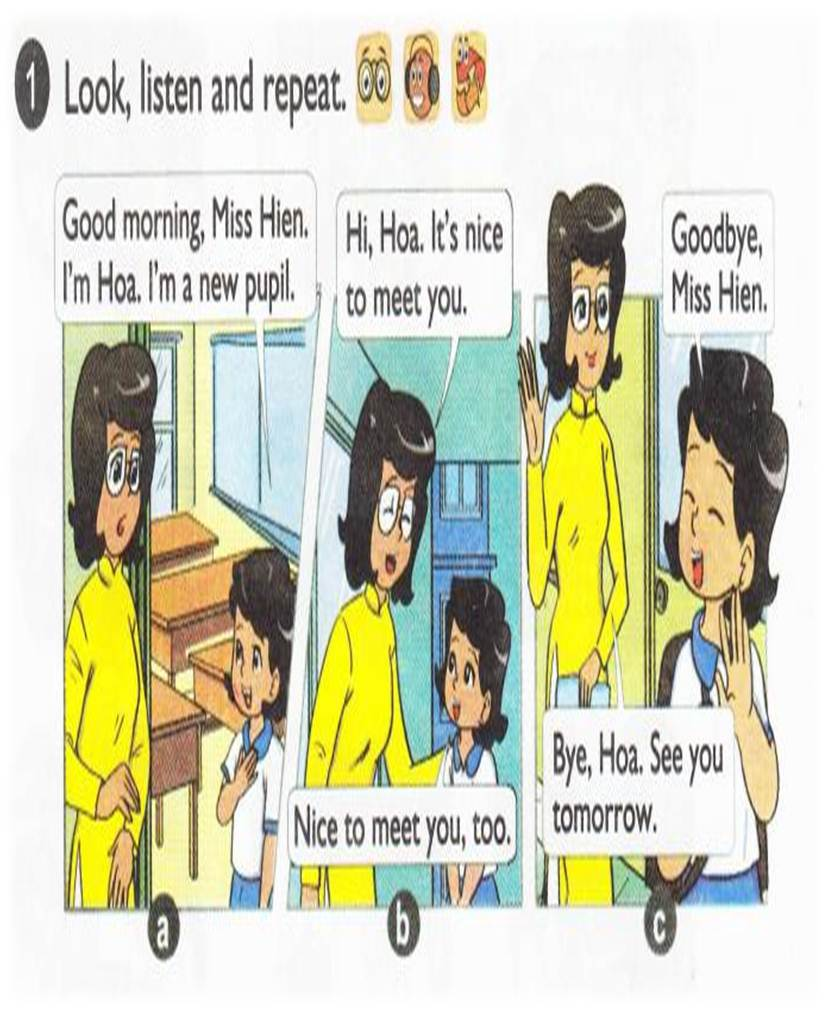 1 Look, listen and repeat.
Good morning, Miss Hien.
I'm Hoa. I'm a new pupil.
Hi, Hoa. It's nice
to meet you.
Nice to meet you, too.
Goodbye,
Miss Hien.
Bye, Hoa. See you
tomorrow.
a
b
c